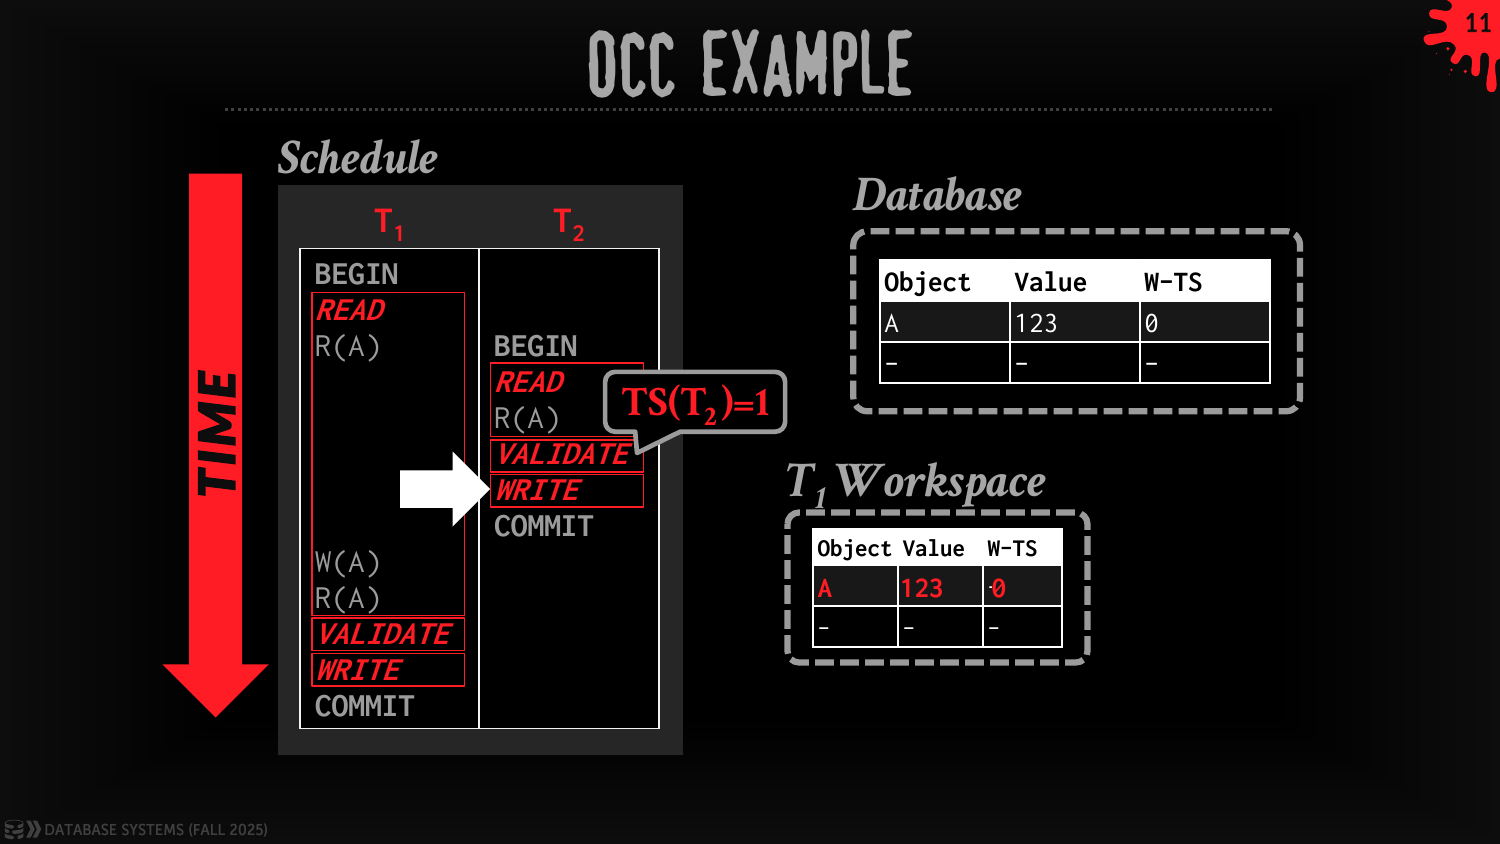 11
OCC EXAMPLE
Schedule
TIME
T1 T2
BEGIN
READ
R(A) BEGIN
READ
R(A)
TS(T2)=1
VALIDATE
WRITE
COMMIT
W(A)
R(A)
VALIDATE
WRITE
COMMIT
Database
Object Value W-TS
A 123 0
- - -
T1 Workspace
Object Value W-TS
A 123 0
- - -
DATABASE SYSTEMS (FALL 2025)